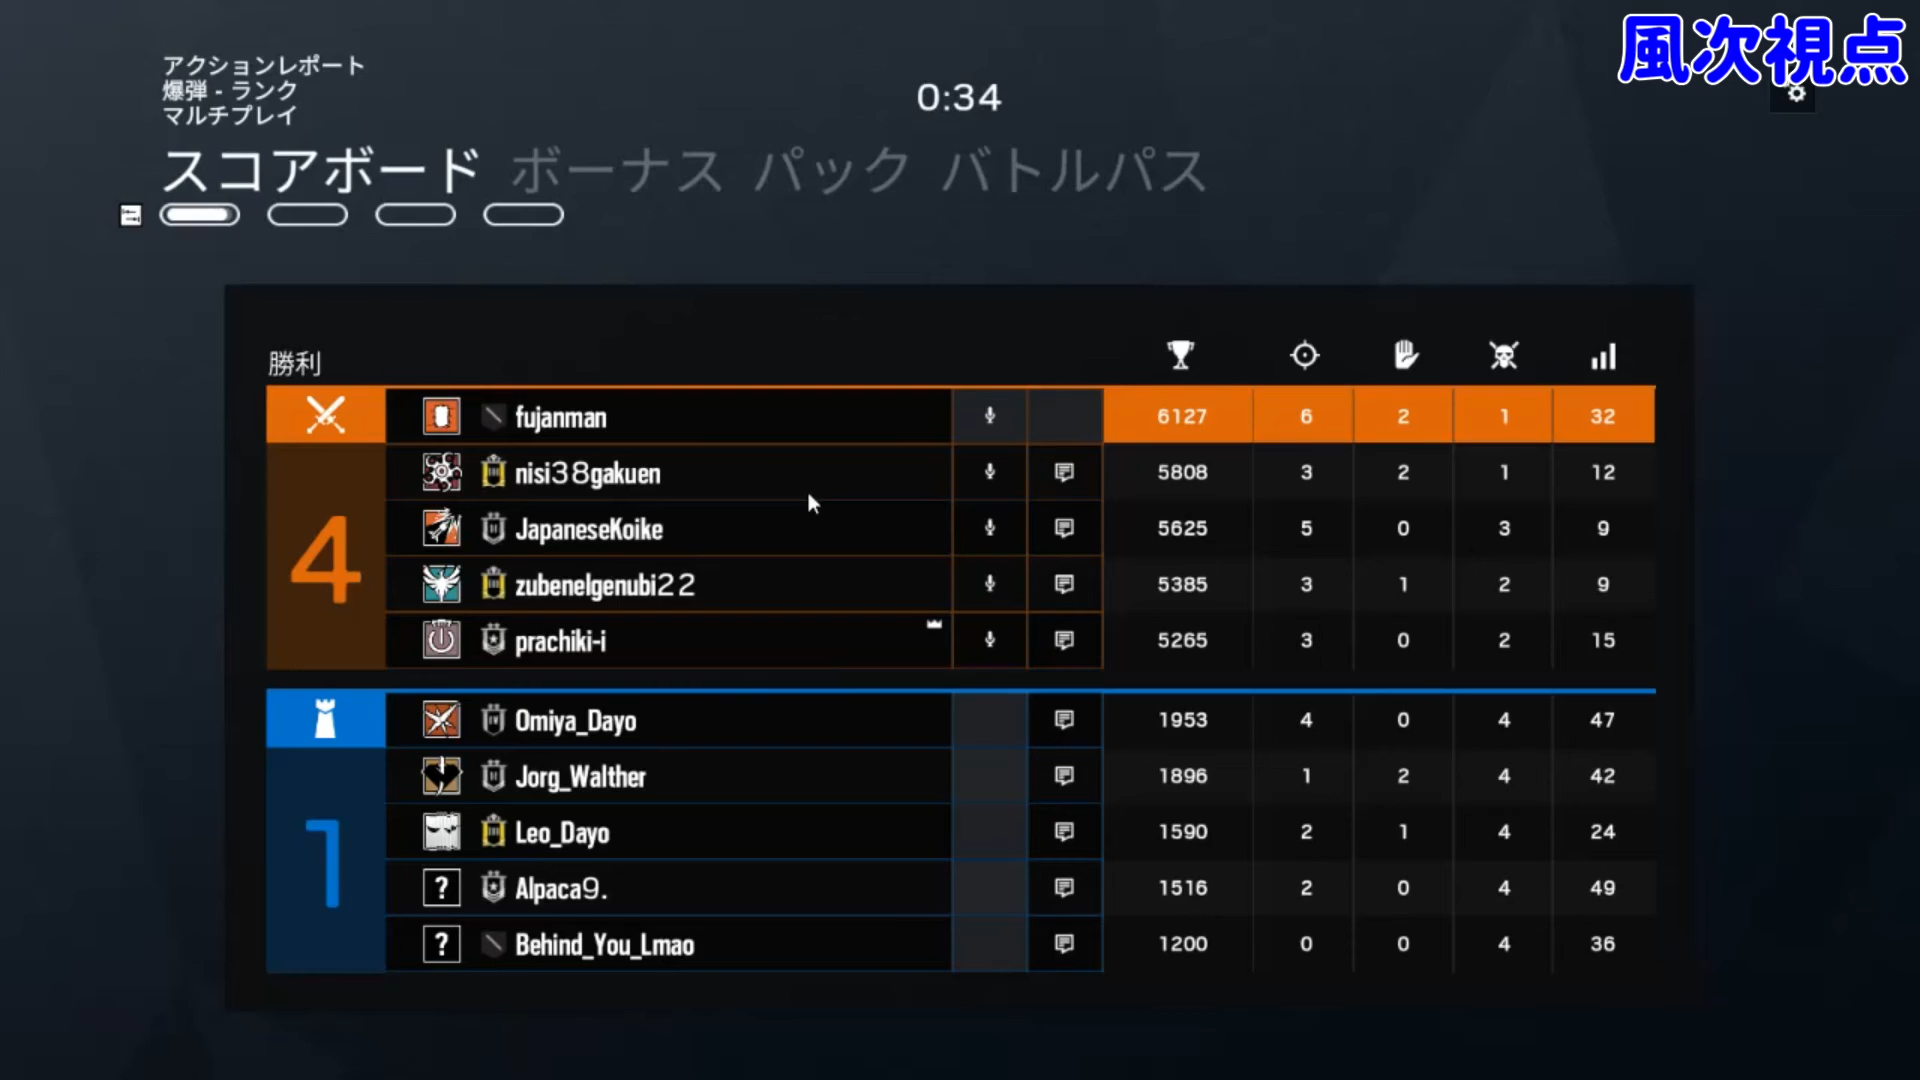 風次視点
アクションレポート
爆弾 - ランク
マルチプレイ
0:34
スコアボード ボーナス パック バトルパス
勝利
fujanman 6127 6 2 1 32
nisi38gakuen 5808 3 2 1 12
JapaneseKoike 5625 5 0 3 9
4
zubenelgenubi22 5385 3 1 2 9
prachiki-i 5265 3 0 2 15
Omiya_Dayo 1953 4 0 4 47
Jorg_Walther 1896 1 2 4 42
Leo_Dayo 1590 2 1 4 24
1
? Alpaca9. 1516 2 0 4 49
? Behind_You_Lmao 1200 0 0 4 36